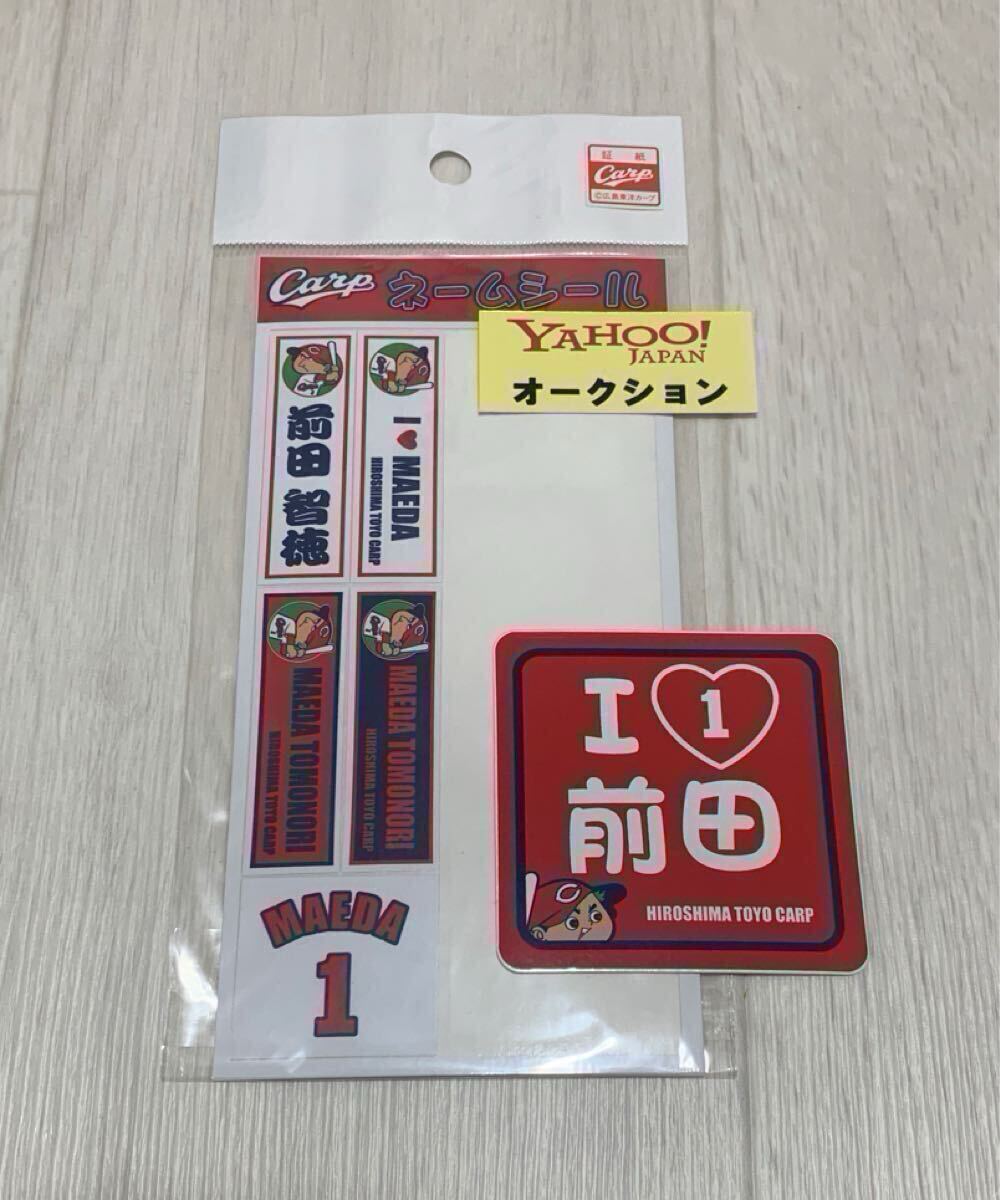 証紙
Carp
©広島東洋カープ
Carp ネームシール
YAHOO!
JAPAN
オークション
前田 智徳
I ♥ MAEDA
HIROSHIMA TOYO CARP
MAEDA TOMONORI
HIROSHIMA TOYO CARP
MAEDA TOMONORI
HIROSHIMA TOYO CARP
MAEDA
1
I 1
前田
HIROSHIMA TOYO CARP